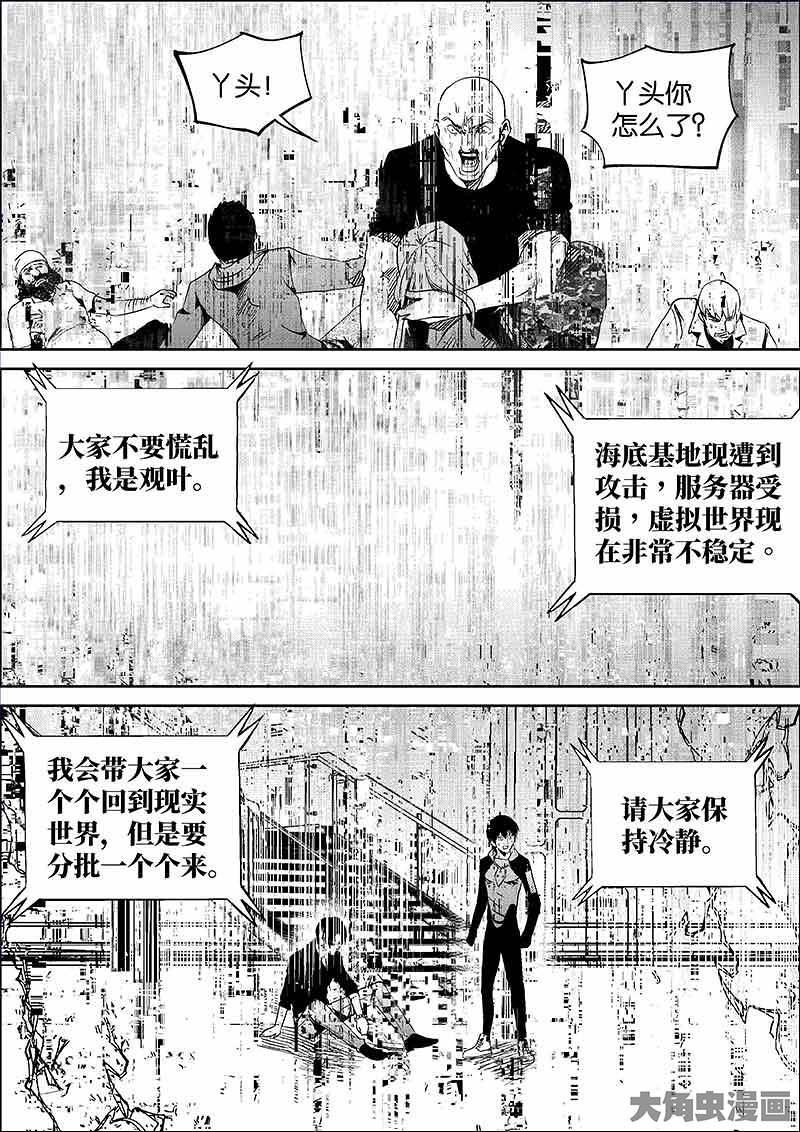 丫头！
丫头你
怎么了？
大家不要慌乱
，我是观叶。
海底基地现遭到
攻击，服务器受
损，虚拟世界现
在非常不稳定。
我会带大家一
个个回到现实
世界，但是要
分批一个个来。
请大家保
持冷静。
大角虫漫画